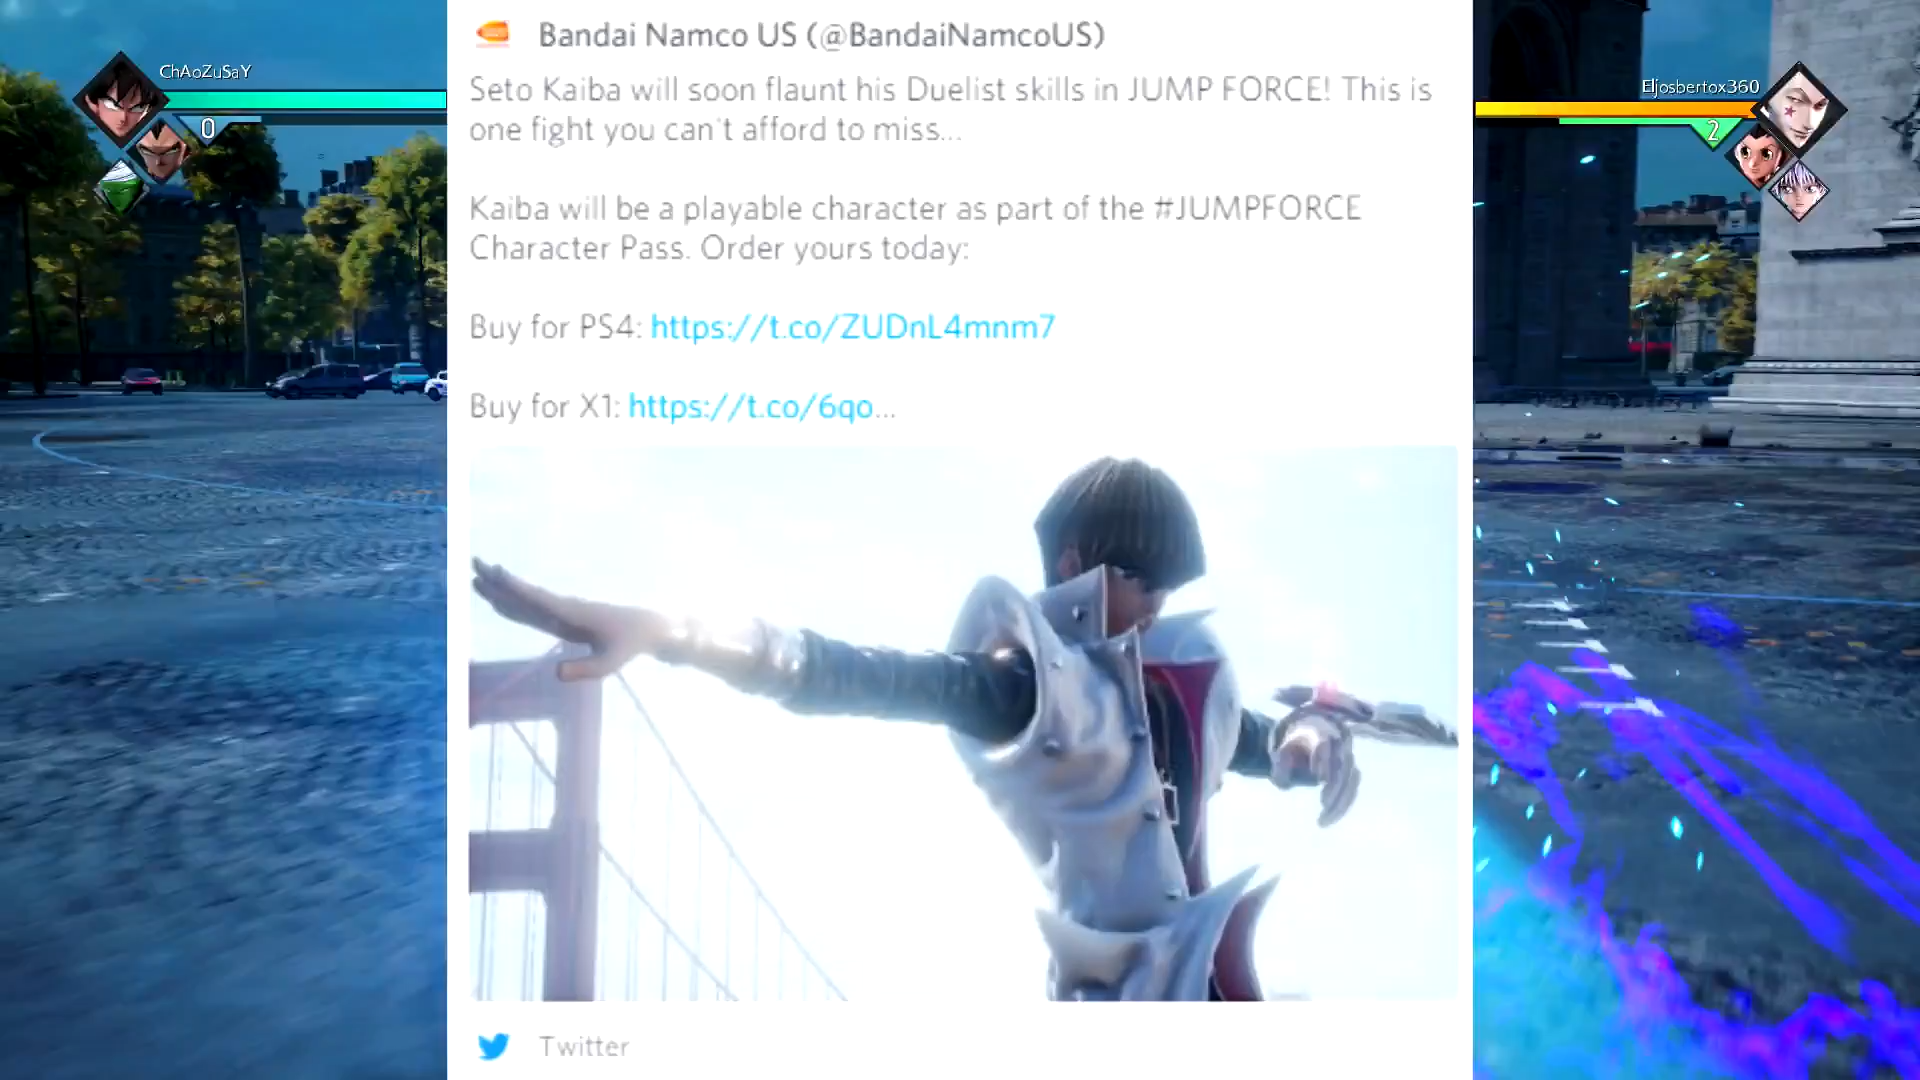 Bandai Namco US (@BandaiNamcoUS)
ChAoZuSaY
Eljosbertox360
Seto Kaiba will soon flaunt his Duelist skills in JUMP FORCE! This is
one fight you can't afford to miss...
0
2
Kaiba will be a playable character as part of the #JUMPFORCE
Character Pass. Order yours today:
Buy for PS4: https://t.co/ZUDnL4mnm7
Buy for X1: https://t.co/6qo...
Twitter